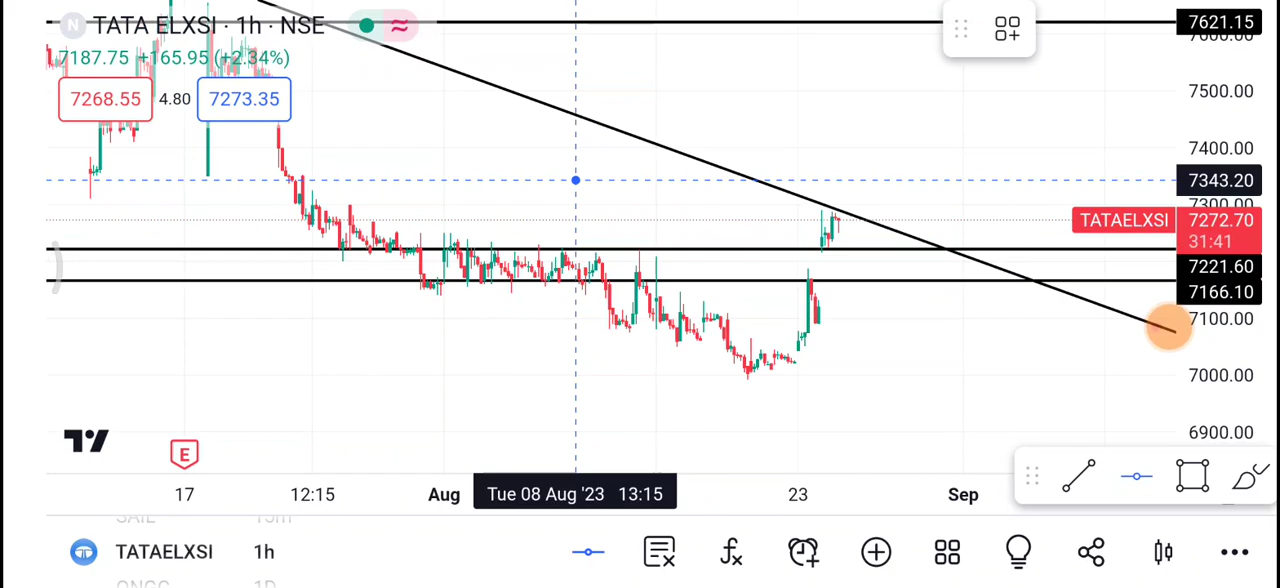 N TATA ELXSI · 1h · NSE
7187.75 +165.95 (+2.34%)
7268.55 4.80 7273.35
7621.15
7600.00
7500.00
7400.00
7343.20
7300.00
TATAELXSI 7272.70
31:41
7221.60
7166.10
7100.00
7000.00
6900.00
E
17 12:15 Aug Tue 08 Aug '23 13:15 23 Sep
SAIL 15m
TATAELXSI 1h
ONGC 1D